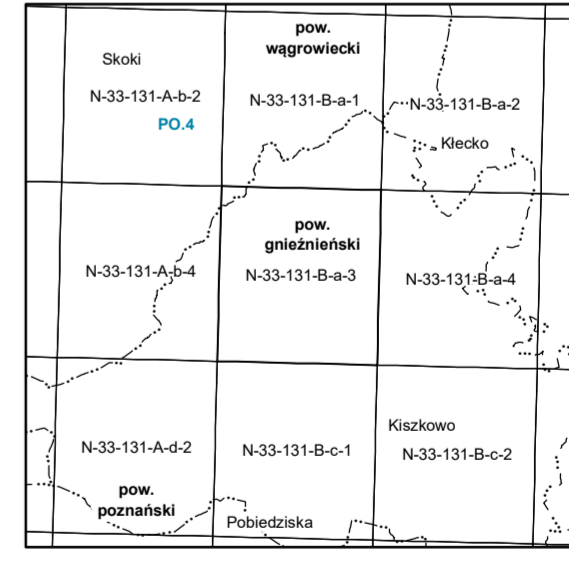 pow.
wągrowiecki
Skoki
N-33-131-A-b-2
N-33-131-B-a-1
N-33-131-B-a-2
PO.4
Kłecko
pow.
gnieźnieński
N-33-131-A-b-4
N-33-131-B-a-3
N-33-131-B-a-4
Kiszkowo
N-33-131-A-d-2
N-33-131-B-c-1
N-33-131-B-c-2
pow.
poznański
Pobiedziska